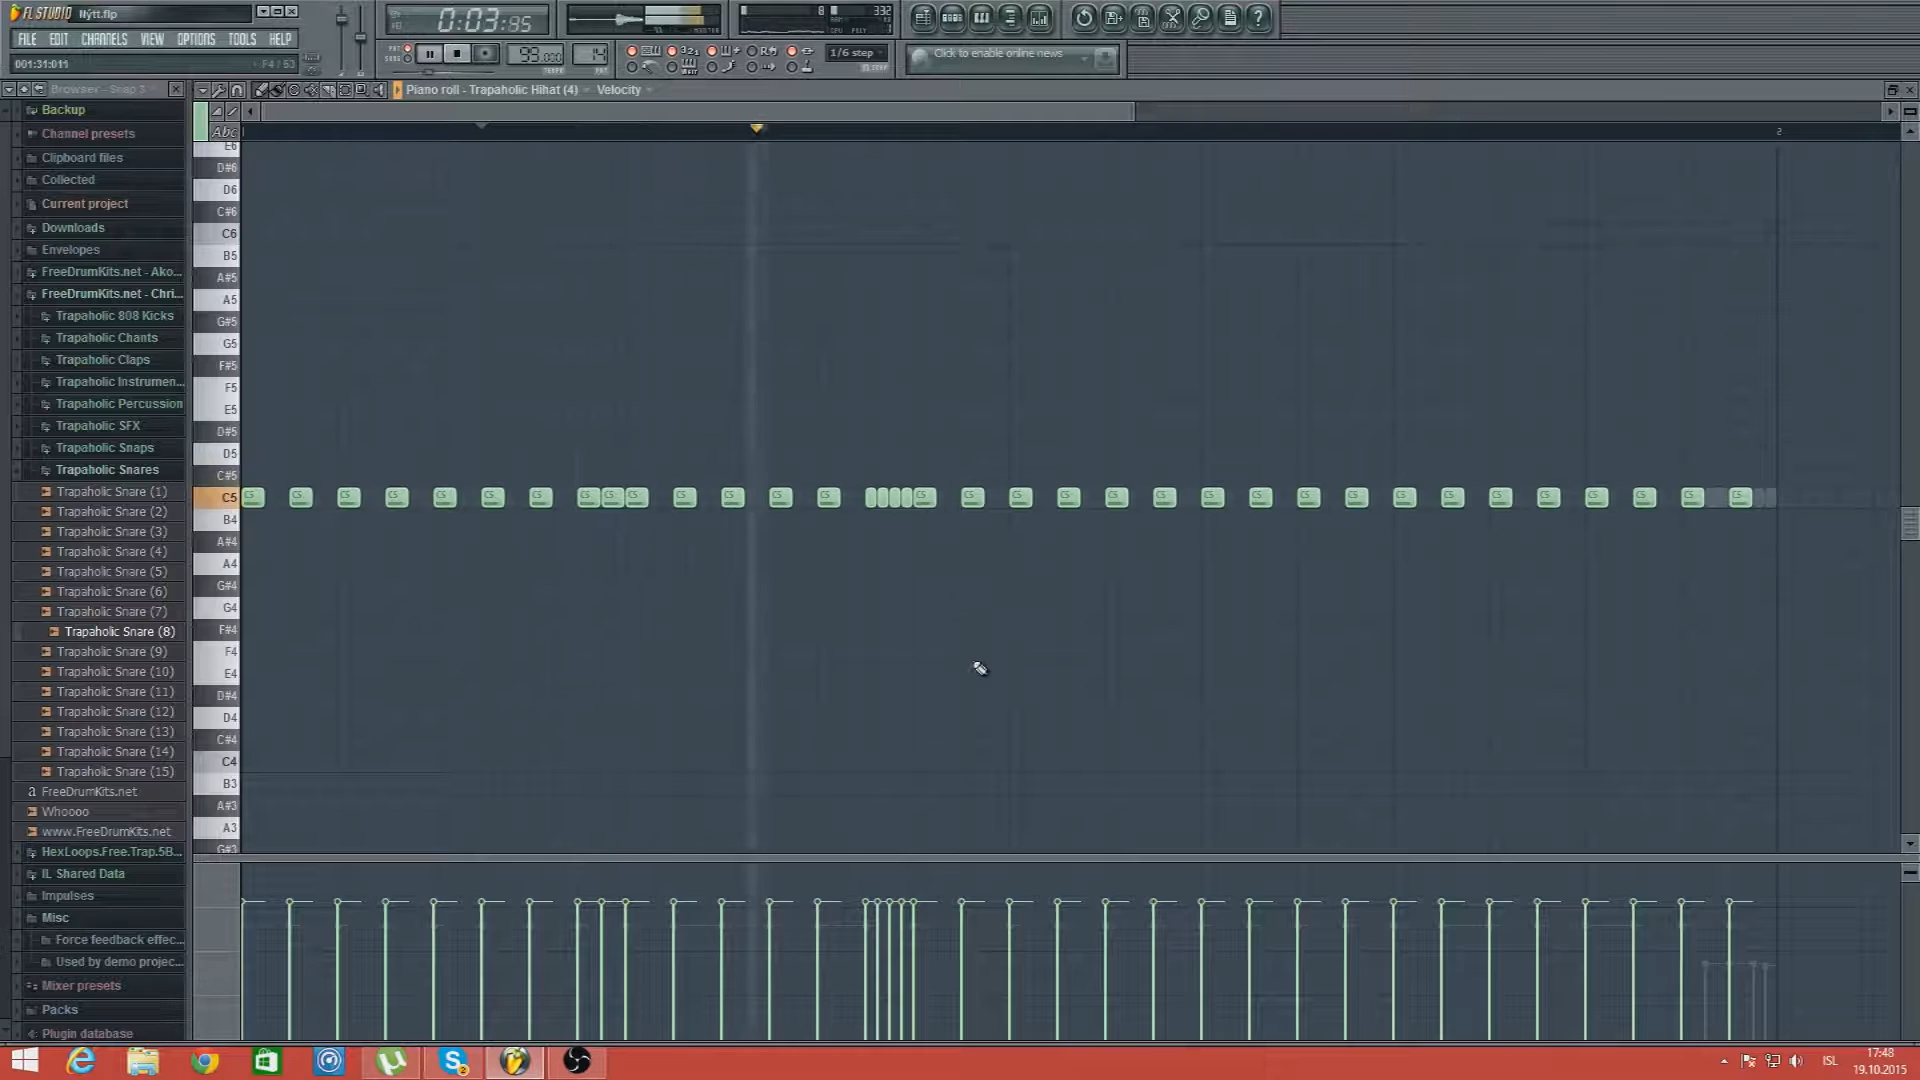 FL STUDIO Nýtt.flp
FILE EDIT CHANNELS VIEW OPTIONS TOOLS HELP
001:31:011
0:03:85
99.000
14
332
1/6 step
Click to enable online news
Browser - Snap 3
Piano roll - Trapaholic Hihat (4) - Velocity
Abc
2
Backup
Channel presets
Clipboard files
Collected
Current project
Downloads
Envelopes
FreeDrumKits.net - Ako...
FreeDrumKits.net - Chri...
Trapaholic 808 Kicks
Trapaholic Chants
Trapaholic Claps
Trapaholic Instrumen...
Trapaholic Percussion
Trapaholic SFX
Trapaholic Snaps
Trapaholic Snares
Trapaholic Snare (1)
Trapaholic Snare (2)
Trapaholic Snare (3)
Trapaholic Snare (4)
Trapaholic Snare (5)
Trapaholic Snare (6)
Trapaholic Snare (7)
Trapaholic Snare (8)
Trapaholic Snare (9)
Trapaholic Snare (10)
Trapaholic Snare (11)
Trapaholic Snare (12)
Trapaholic Snare (13)
Trapaholic Snare (14)
Trapaholic Snare (15)
FreeDrumKits.net
Whoooo
www.FreeDrumKits.net
HexLoops.Free.Trap.5B...
IL Shared Data
Impulses
Misc
Force feedback effec...
Used by demo projec...
Mixer presets
Packs
Plugin database
E6
D#6
D6
C#6
C6
B5
A#5
A5
G#5
G5
F#5
F5
E5
D#5
D5
C#5
C5
B4
A#4
A4
G#4
G4
F#4
F4
E4
D#4
D4
C#4
C4
B3
A#3
A3
G#3
ISL
17:48
19.10.2015